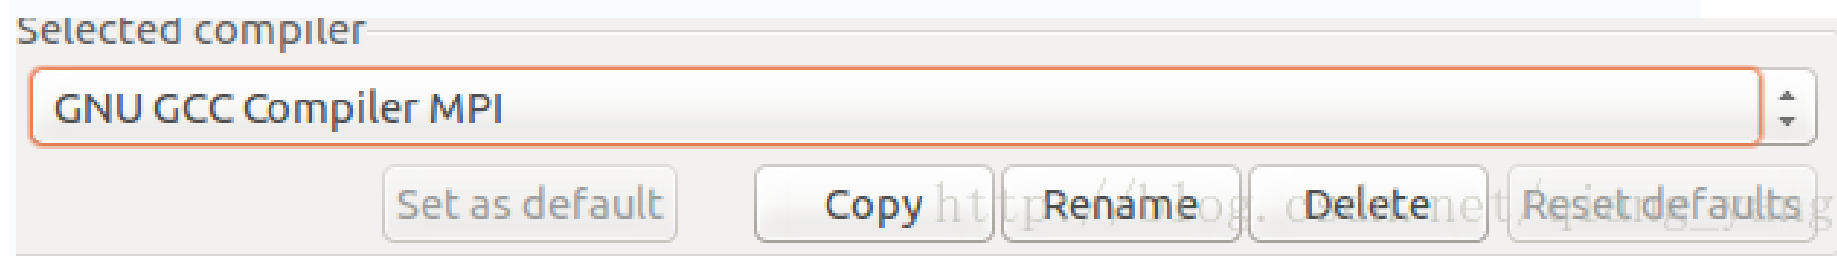 Selected compiler
GNU GCC Compiler MPI
Set as default Copy Rename Delete Reset defaults